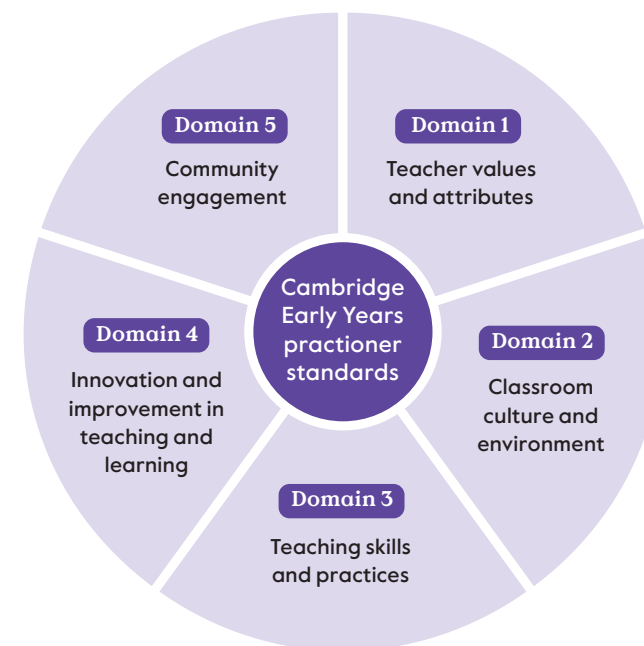 Cambridge
Early Years
practioner
standards
Domain 1
Teacher values
and attributes
Domain 2
Classroom
culture and
environment
Domain 3
Teaching skills
and practices
Domain 4
Innovation and
improvement in
teaching and
learning
Domain 5
Community
engagement